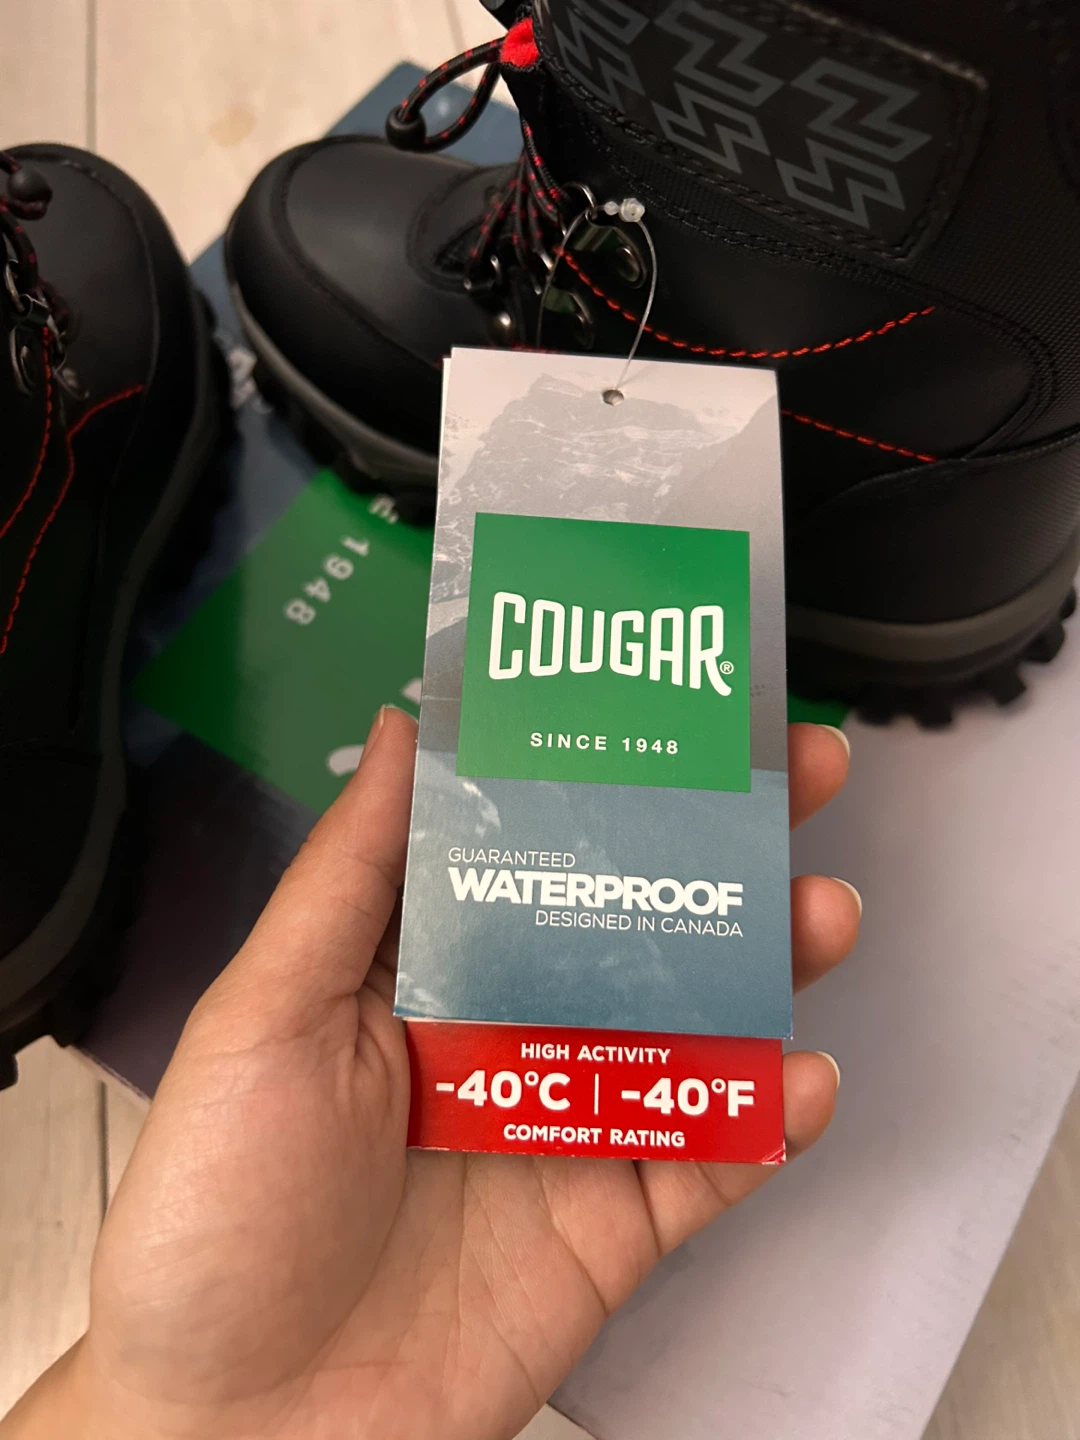 COUGAR®
SINCE 1948
GUARANTEED
WATERPROOF
DESIGNED IN CANADA
HIGH ACTIVITY
-40°C | -40°F
COMFORT RATING
1948